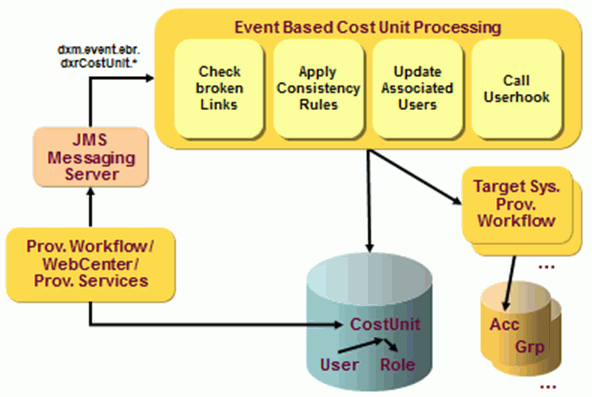 Event Based Cost Unit Processing
dxm.event.ebr.
dxrCostUnit.*
Check
broken
Links
Apply
Consistency
Rules
Update
Associated
Users
Call
Userhook
JMS
Messaging
Server
Target Sys.
Prov.
Workflow
...
Prov. Workflow/
WebCenter/
Prov. Services
CostUnit
User
Role
Acc
Grp
...